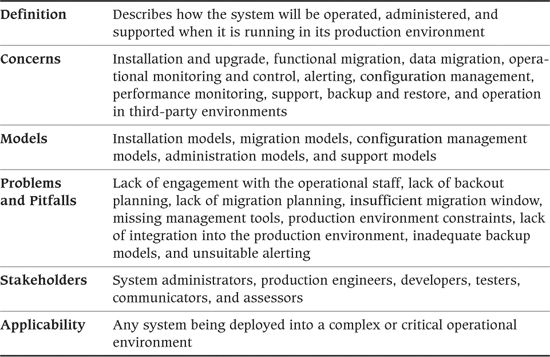 Definition Describes how the system will be operated, administered, and
supported when it is running in its production environment
Concerns Installation and upgrade, functional migration, data migration, oper-
ational monitoring and control, alerting, configuration management,
performance monitoring, support, backup and restore, and operation
in third-party environments
Models Installation models, migration models, configuration management
models, administration models, and support models
Problems Lack of engagement with the operational staff, lack of backout
and Pitfalls planning, lack of migration planning, insufficient migration window,
missing management tools, production environment constraints, lack
of integration into the production environment, inadequate backup
models, and unsuitable alerting
Stakeholders System administrators, production engineers, developers, testers,
communicators, and assessors
Applicability Any system being deployed into a complex or critical operational
environment